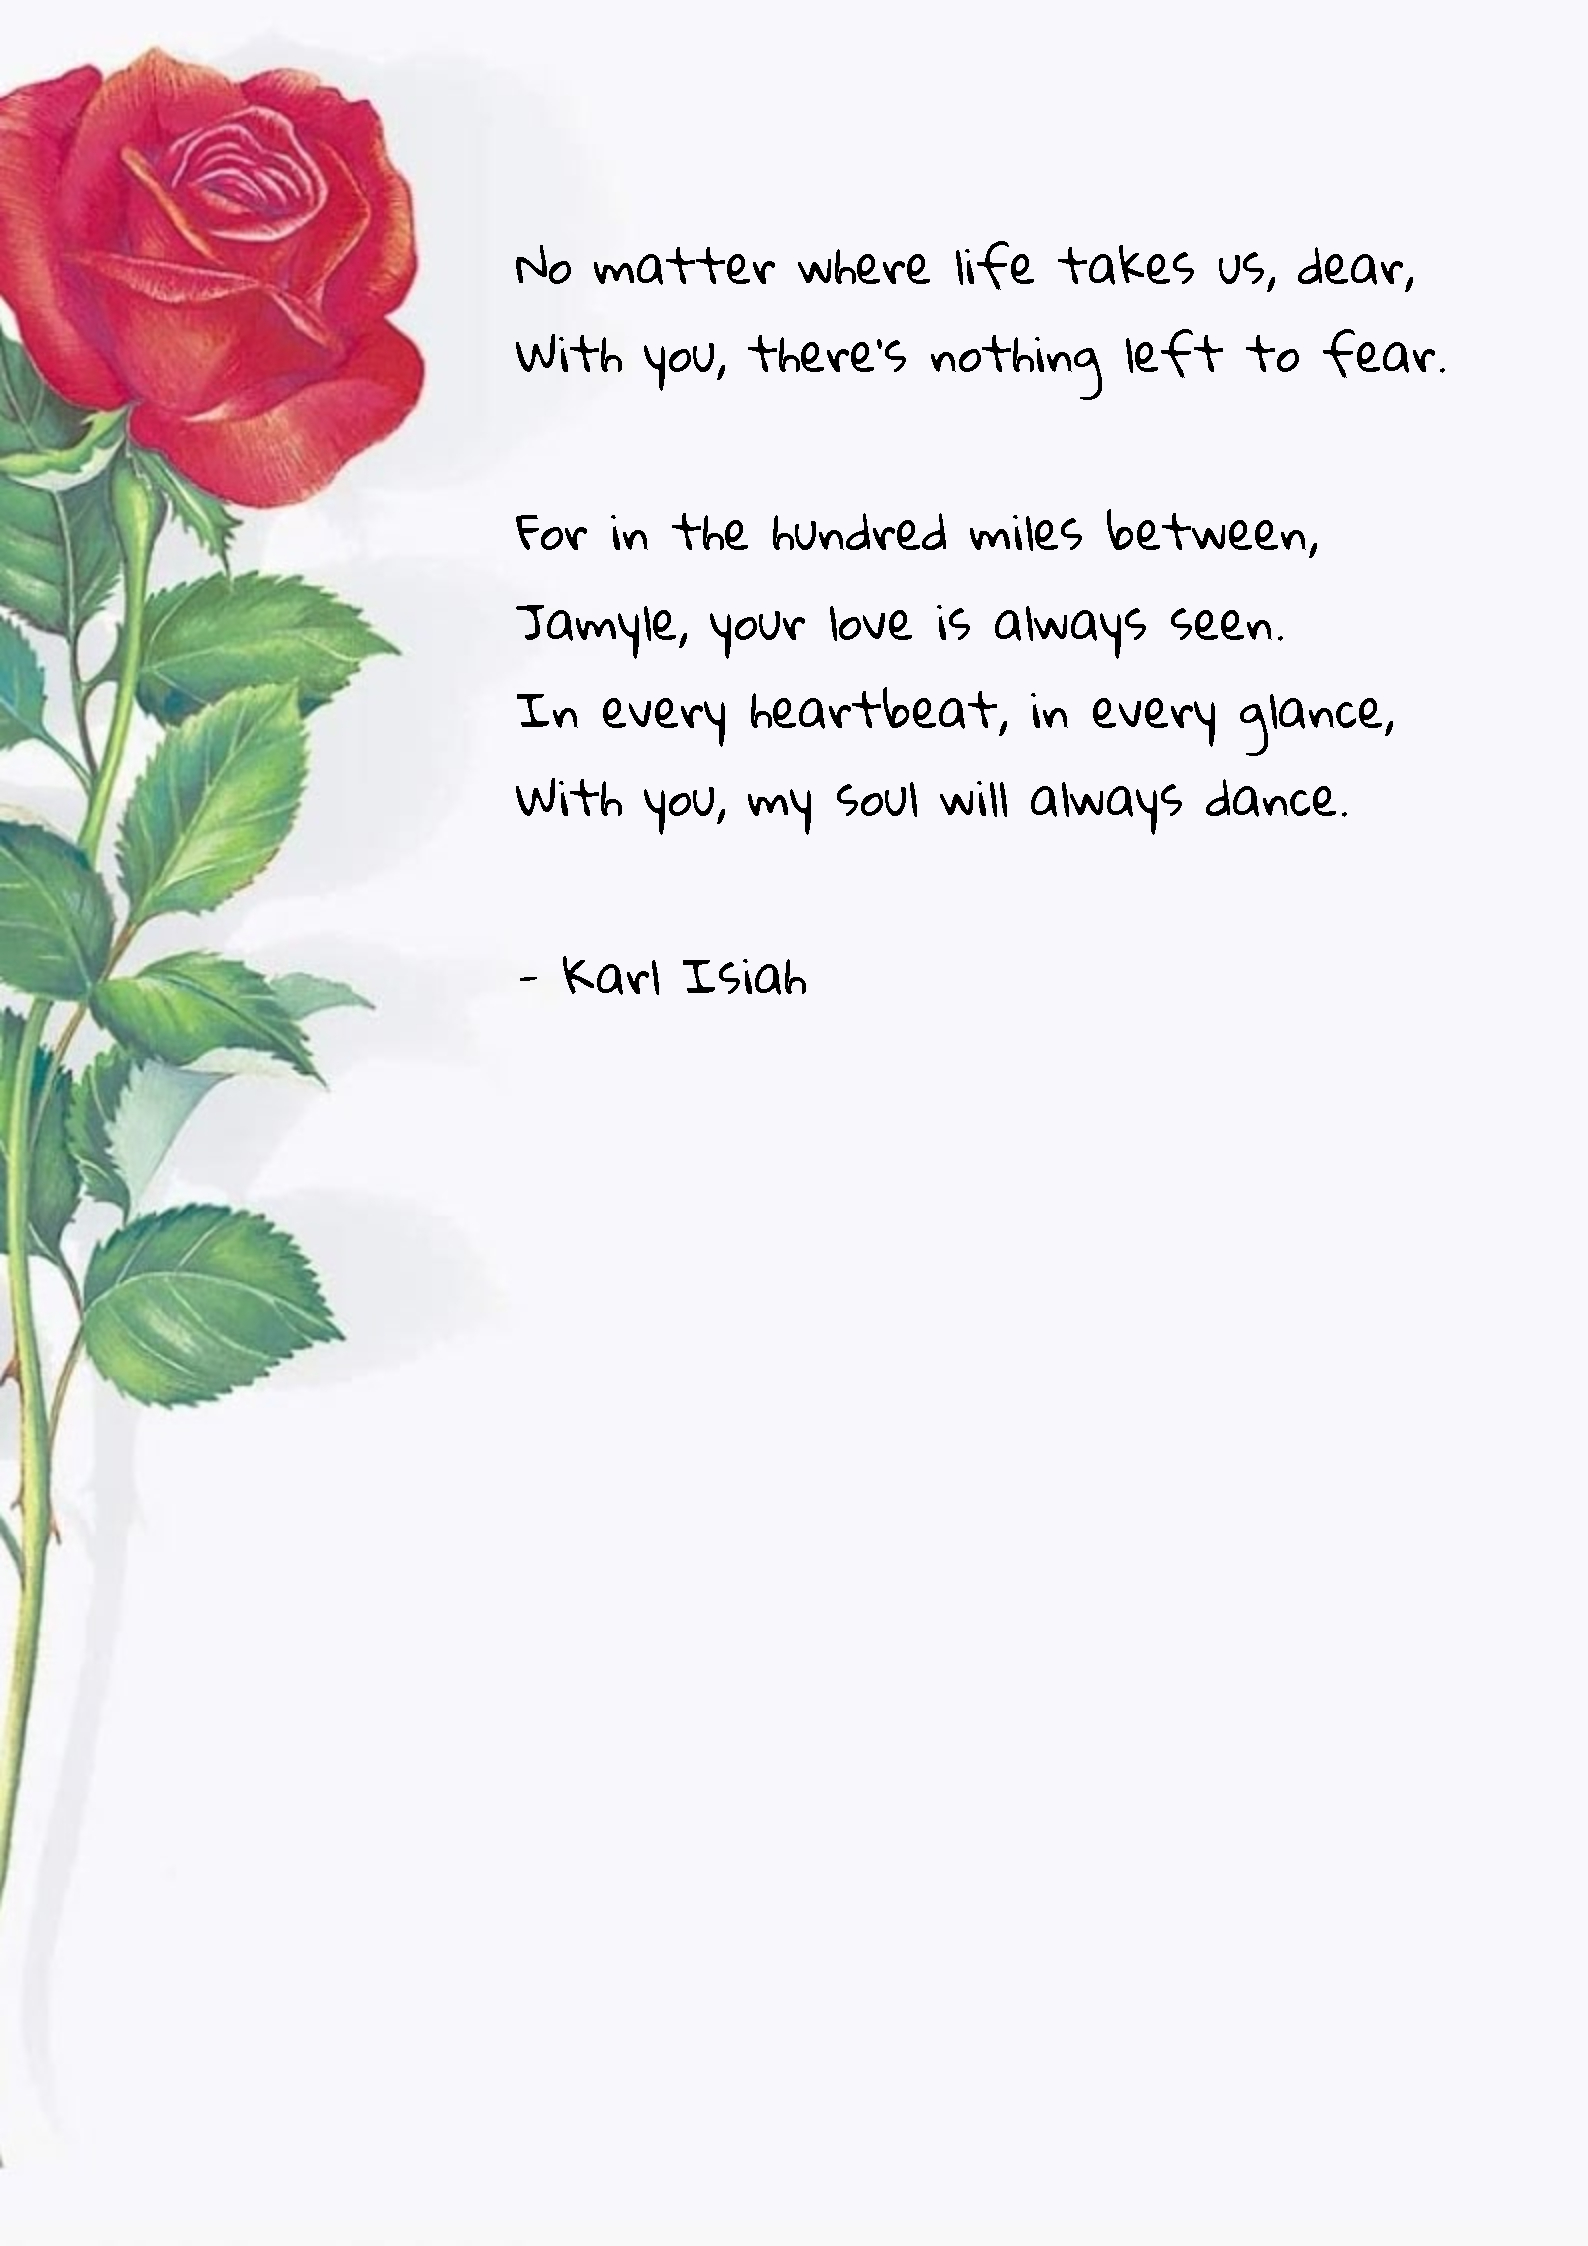 No matter where life takes us, dear,
With you, there's nothing left to fear.
For in the hundred miles between,
Jamyle, your love is always seen.
In every heartbeat, in every glance,
With you, my soul will always dance.
- Karl Isiah